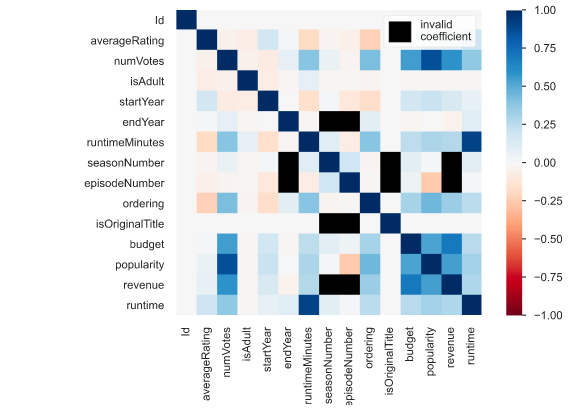 Id
averageRating
numVotes
isAdult
startYear
endYear
runtimeMinutes
seasonNumber
episodeNumber
ordering
isOriginalTitle
budget
popularity
revenue
runtime
invalid
coefficient
1.00
0.75
0.50
0.25
0.00
−0.25
−0.50
−0.75
−1.00
Id
averageRating
numVotes
isAdult
startYear
endYear
runtimeMinutes
seasonNumber
episodeNumber
ordering
isOriginalTitle
budget
popularity
revenue
runtime